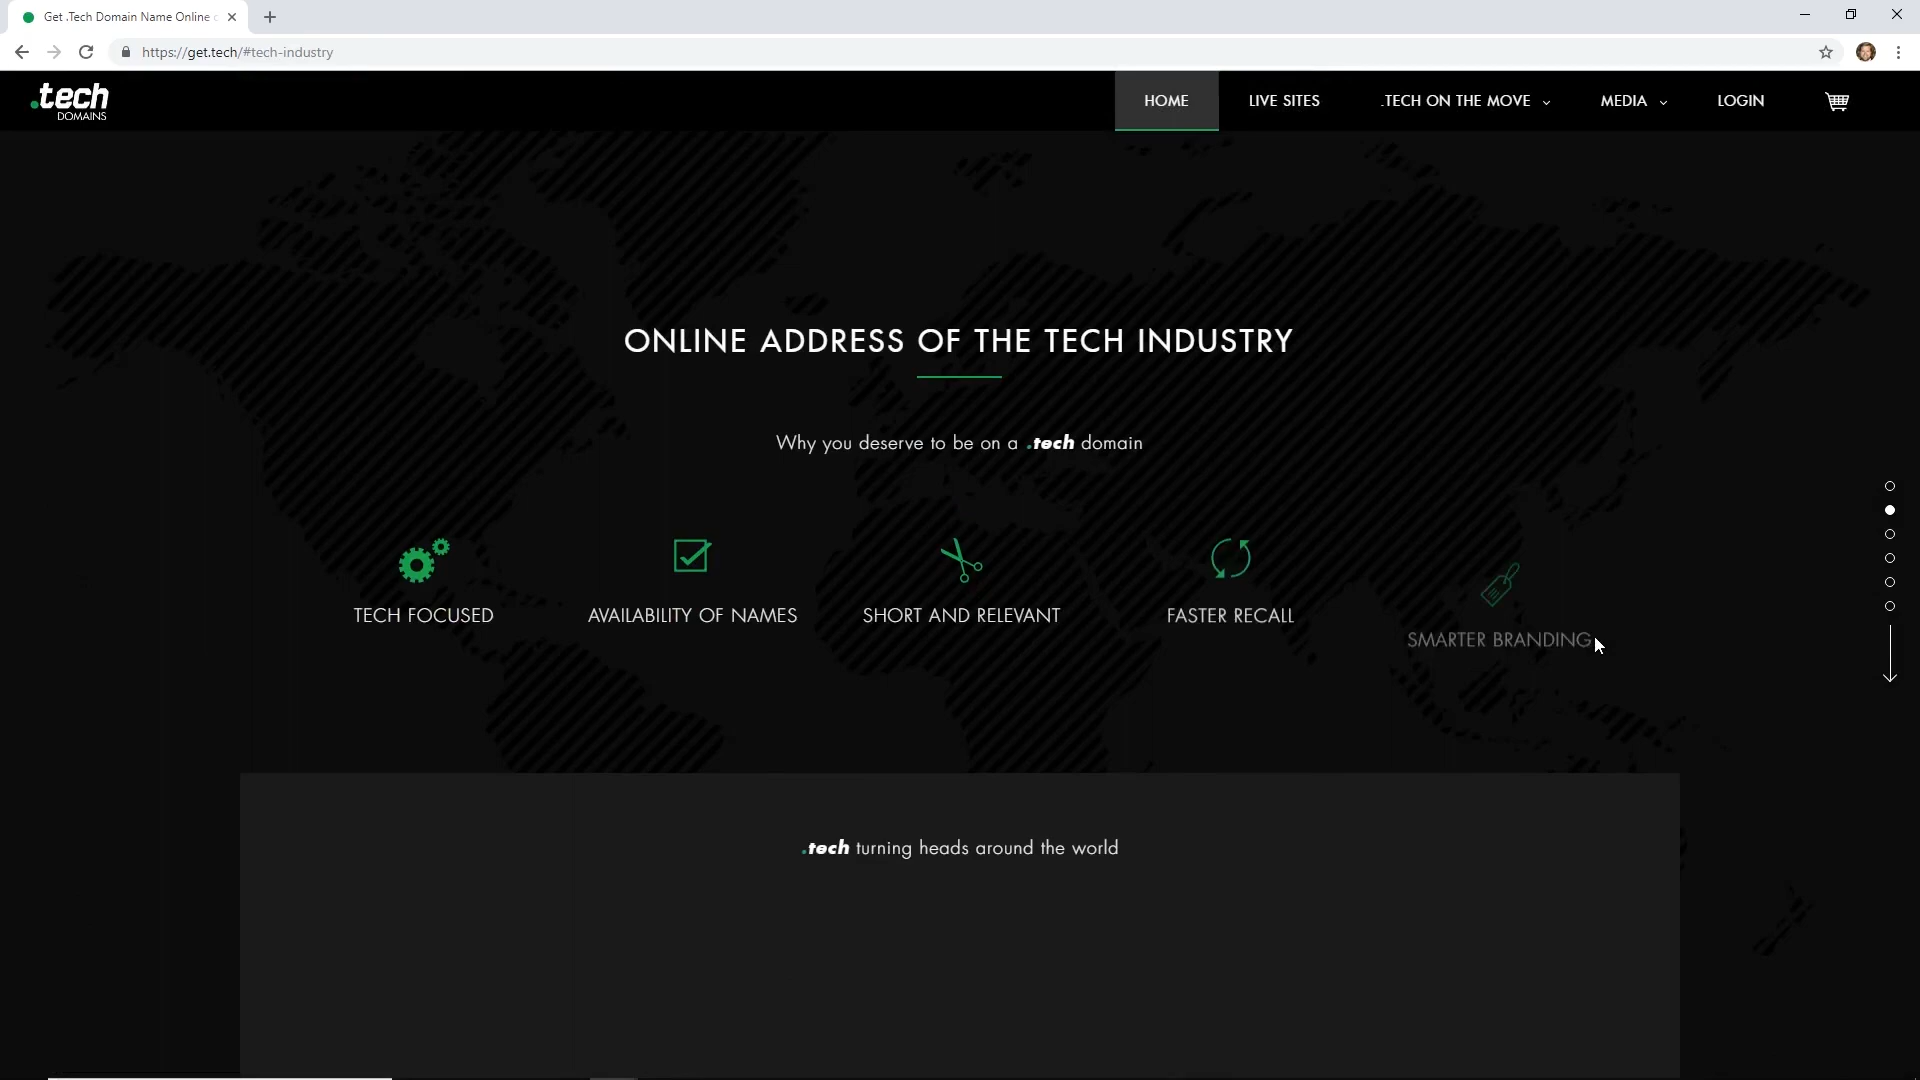 Get .Tech Domain Name Online
https://get.tech/#tech-industry
.tech
DOMAINS
HOME
LIVE SITES
.TECH ON THE MOVE
MEDIA
LOGIN
ONLINE ADDRESS OF THE TECH INDUSTRY
Why you deserve to be on a .tech domain
TECH FOCUSED
AVAILABILITY OF NAMES
SHORT AND RELEVANT
FASTER RECALL
SMARTER BRANDING
.tech turning heads around the world